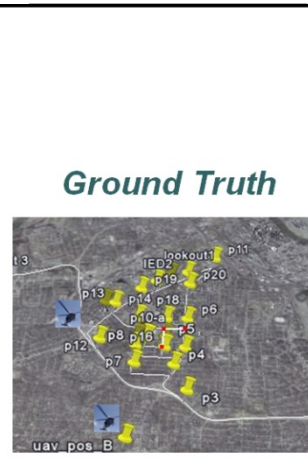 Ground Truth
p11
lookout1
t 3
IED2
p19
p20
p13
p14
p18
p10-a
p6
p12
p8
p16
p5
p7
p4
p3
uav_pos_B